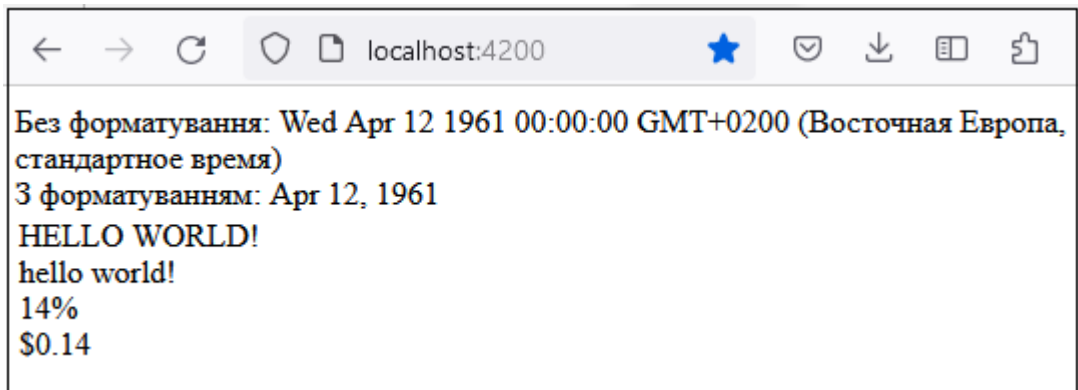 localhost:4200
Без форматування: Wed Apr 12 1961 00:00:00 GMT+0200 (Восточная Европа,
стандартное время)
З форматуванням: Apr 12, 1961
HELLO WORLD!
hello world!
14%
$0.14